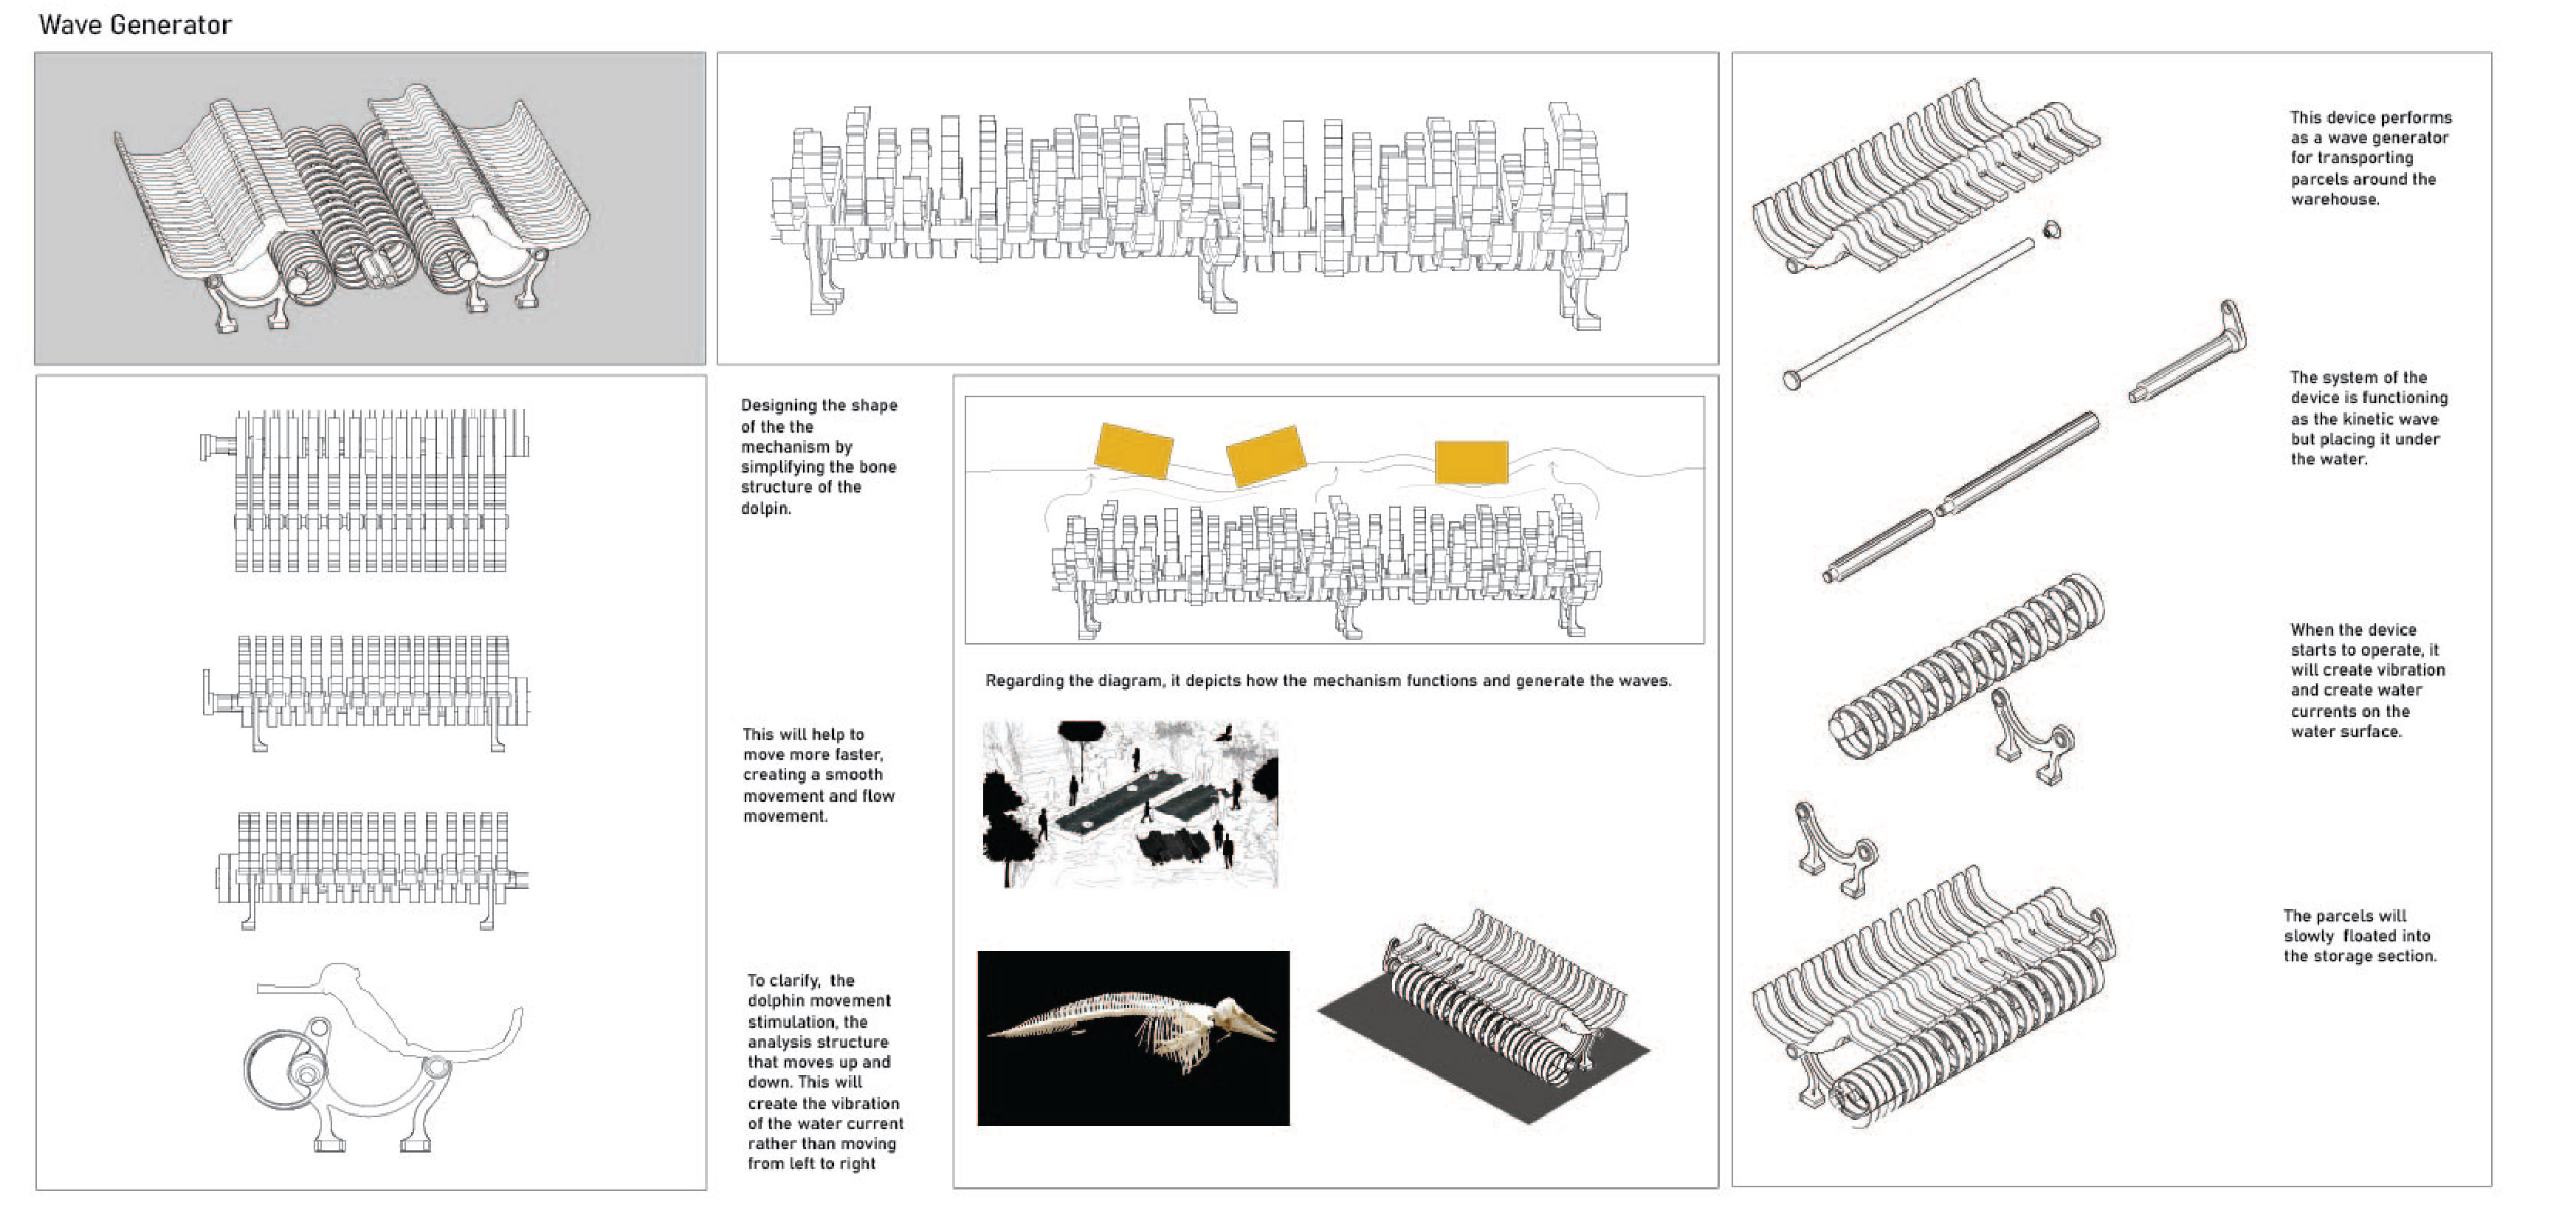 Wave Generator
Designing the shape
of the the
mechanism by
simplifying the bone
structure of the
dolpin.
This will help to
move more faster,
creating a smooth
movement and flow
movement.
To clarify, the
dolphin movement
stimulation, the
analysis structure
that moves up and
down. This will
create the vibration
of the water current
rather than moving
from left to right
Regarding the diagram, it depicts how the mechanism functions and generate the waves.
This device performs
as a wave generator
for transporting
parcels around the
warehouse.
The system of the
device is functioning
as the kinetic wave
but placing it under
the water.
When the device
starts to operate, it
will create vibration
and create water
currents on the
water surface.
The parcels will
slowly floated into
the storage section.